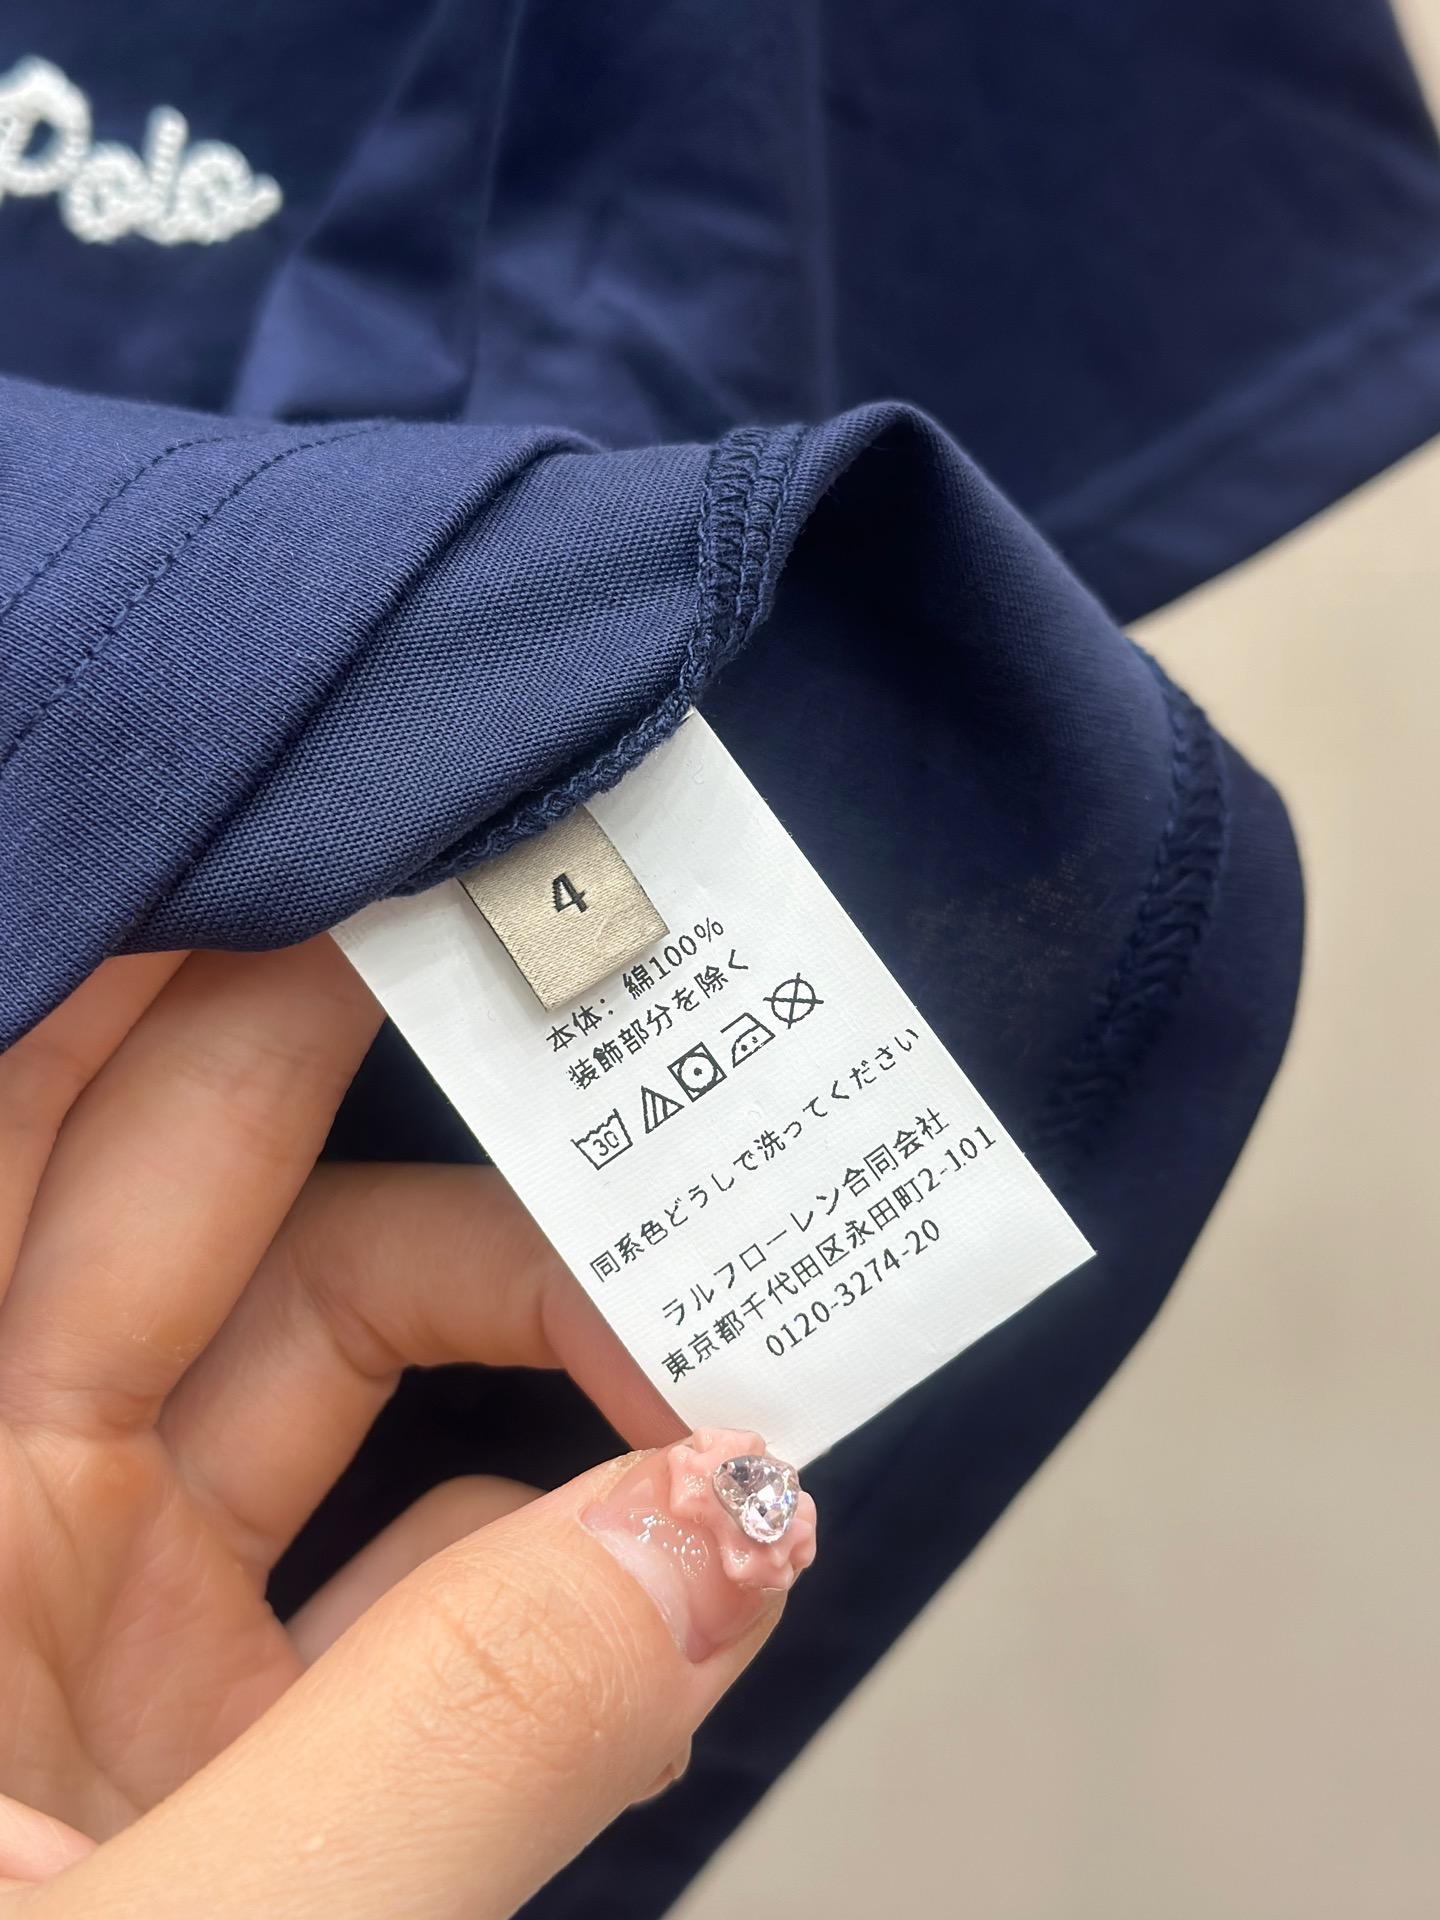 Polo
4
本体：綿100%
装飾部分を除く
30
同系色どうしで洗ってください
ラルフローレン合同会社
東京都千代田区永田町2-101
0120-3274-20